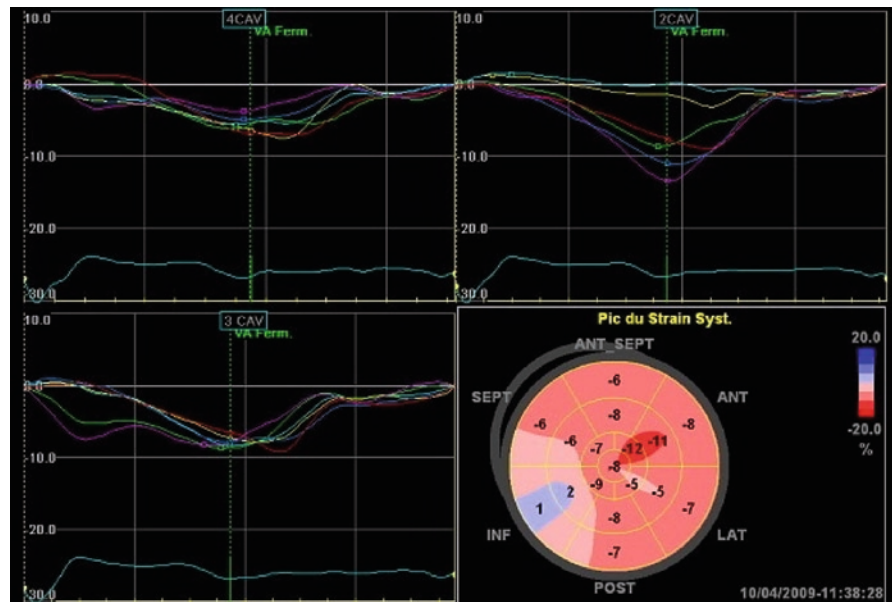 4CAV
VA Ferm.
10.0
0.0
-10.0
-20.0
-30.0
2CAV
VA Ferm.
10.0
0.0
-10.0
-20.0
-30.0
3 CAV
VA Ferm.
10.0
0.0
-10.0
-20.0
-30.0
Pic du Strain Syst.
ANT_SEPT
SEPT
ANT
INF
LAT
POST
-6
-6
-8
-8
-6
-7
-12
-11
-8
1
2
-9
-5
-5
-7
-8
-7
20.0
-20.0
%
10/04/2009-11:38:28